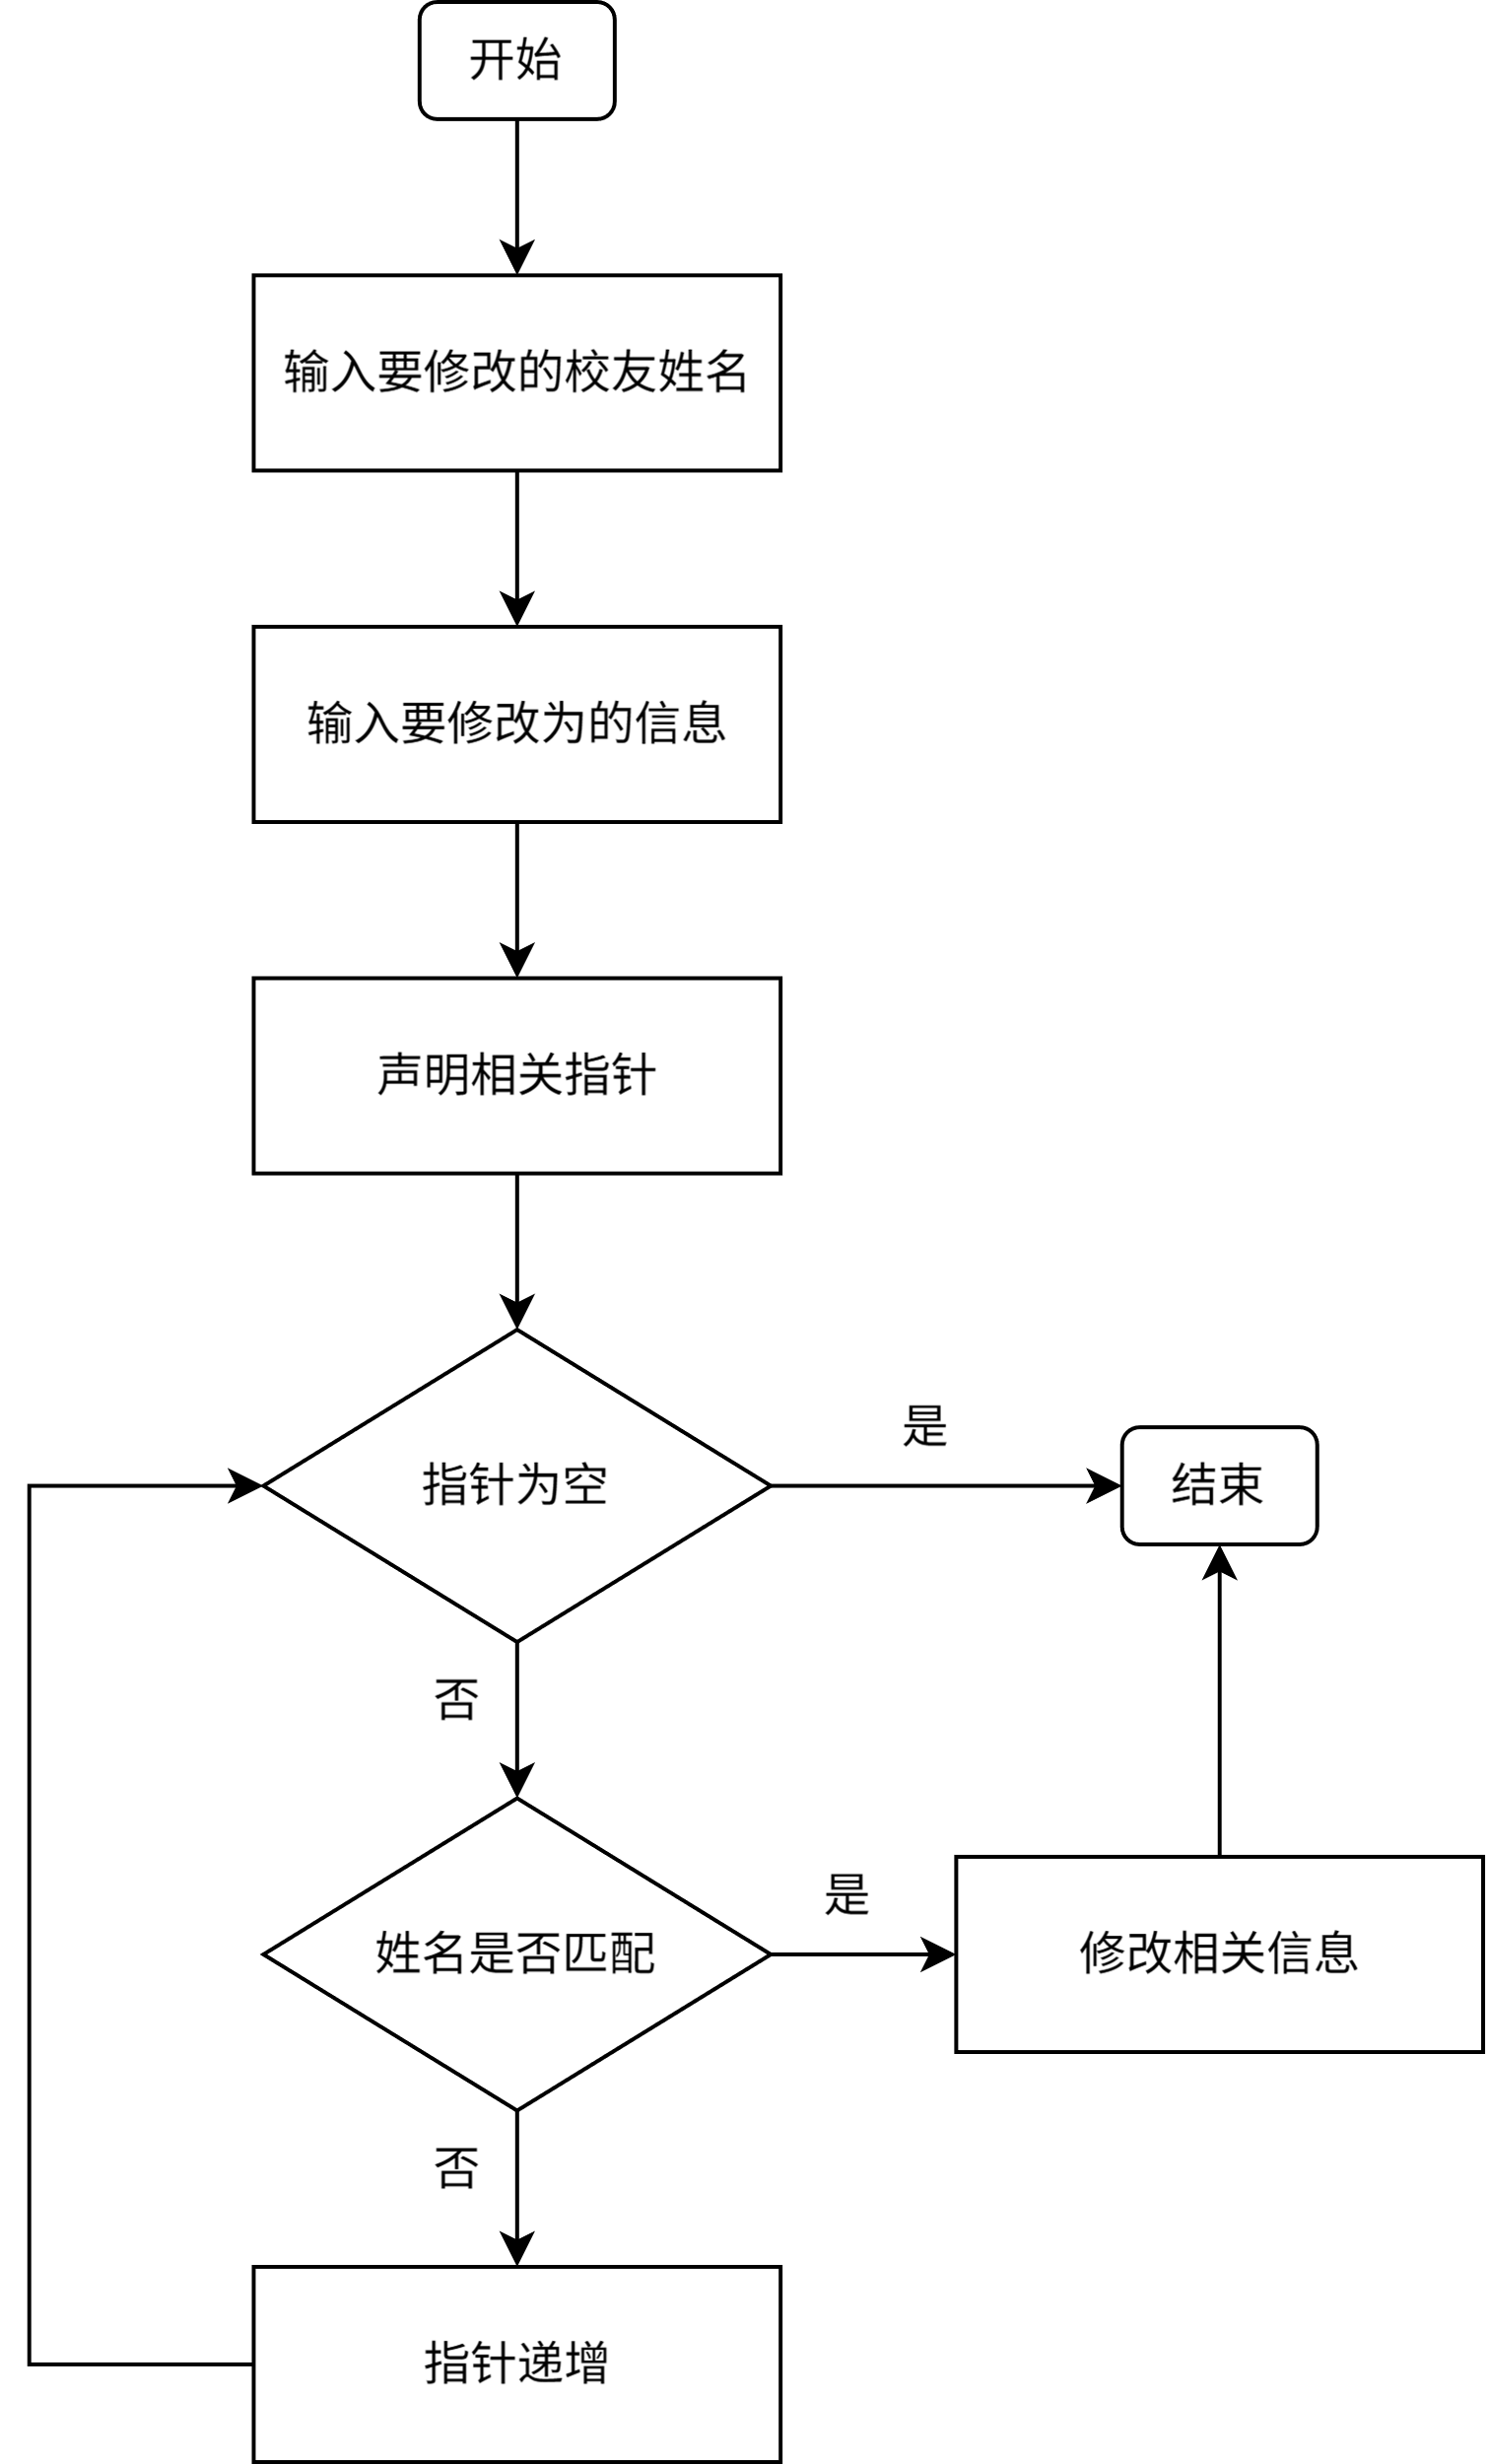 开始
输入要修改的校友姓名
输入要修改为的信息
声明相关指针
指针为空
是
结束
否
姓名是否匹配
是
修改相关信息
否
指针递增